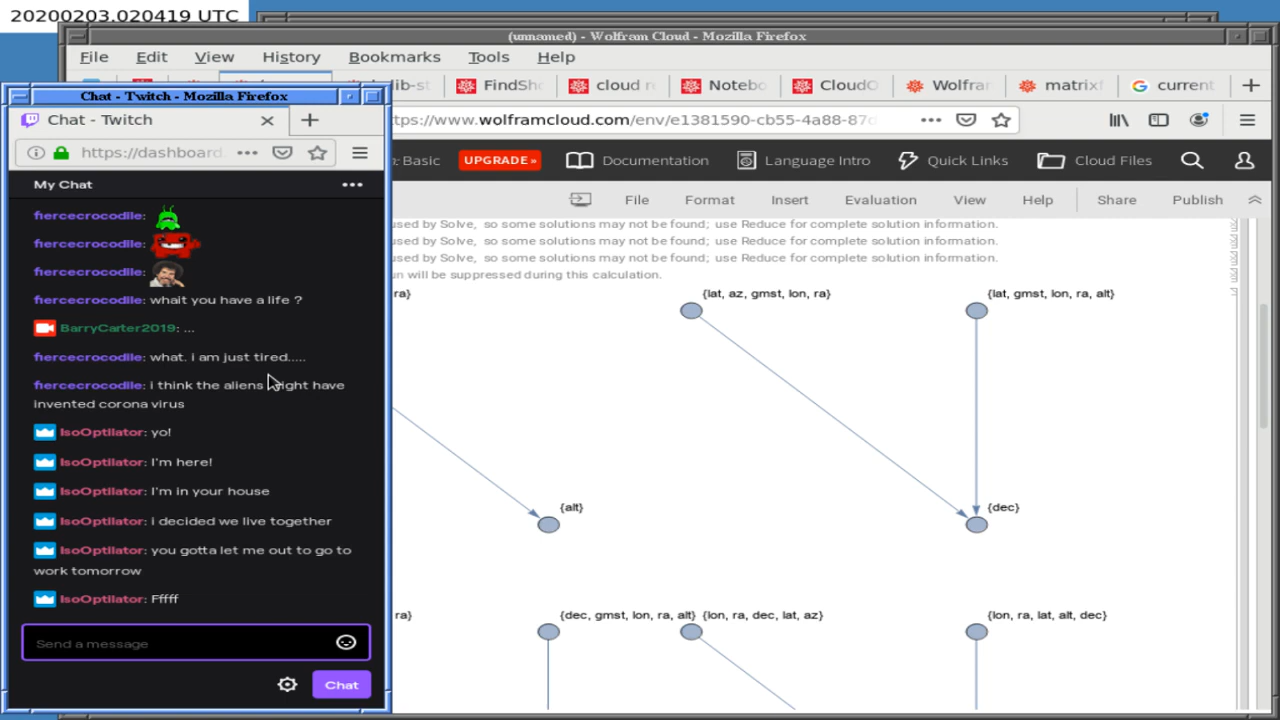 20200203.020419 UTC
(unnamed) - Wolfram Cloud - Mozilla Firefox
File Edit View History Bookmarks Tools Help
FindSh
cloud r
Notebo
CloudO
Wolfra
matrixf
current
Chat - Twitch - Mozilla Firefox
Chat - Twitch
https://dashboard.
tps://www.wolframcloud.com/env/e1381590-cb55-4a88-87c
Basic UPGRADE » Documentation Language Intro Quick Links Cloud Files
File Format Insert Evaluation View Help Share Publish
My Chat
fiercecrocodile:
fiercecrocodile:
fiercecrocodile:
fiercecrocodile: whait you have a life ?
BarryCarter2019: ...
fiercecrocodile: what. i am just tired.....
fiercecrocodile: i think the aliens might have
invented corona virus
IsoOptilator: yo!
IsoOptilator: I'm here!
IsoOptilator: I'm in your house
IsoOptilator: i decided we live together
IsoOptilator: you gotta let me out to go to
work tomorrow
IsoOptilator: Fffff
Send a message
Chat
used by Solve, so some solutions may not be found; use Reduce for complete solution information.
used by Solve, so some solutions may not be found; use Reduce for complete solution information.
used by Solve, so some solutions may not be found; use Reduce for complete solution information.
will be suppressed during this calculation.
ra} {lat, az, gmst, lon, ra} {lat, gmst, lon, ra, alt}
{alt} {dec}
ra} {dec, gmst, lon, ra, alt} {lon, ra, dec, lat, az} {lon, ra, lat, alt, dec}